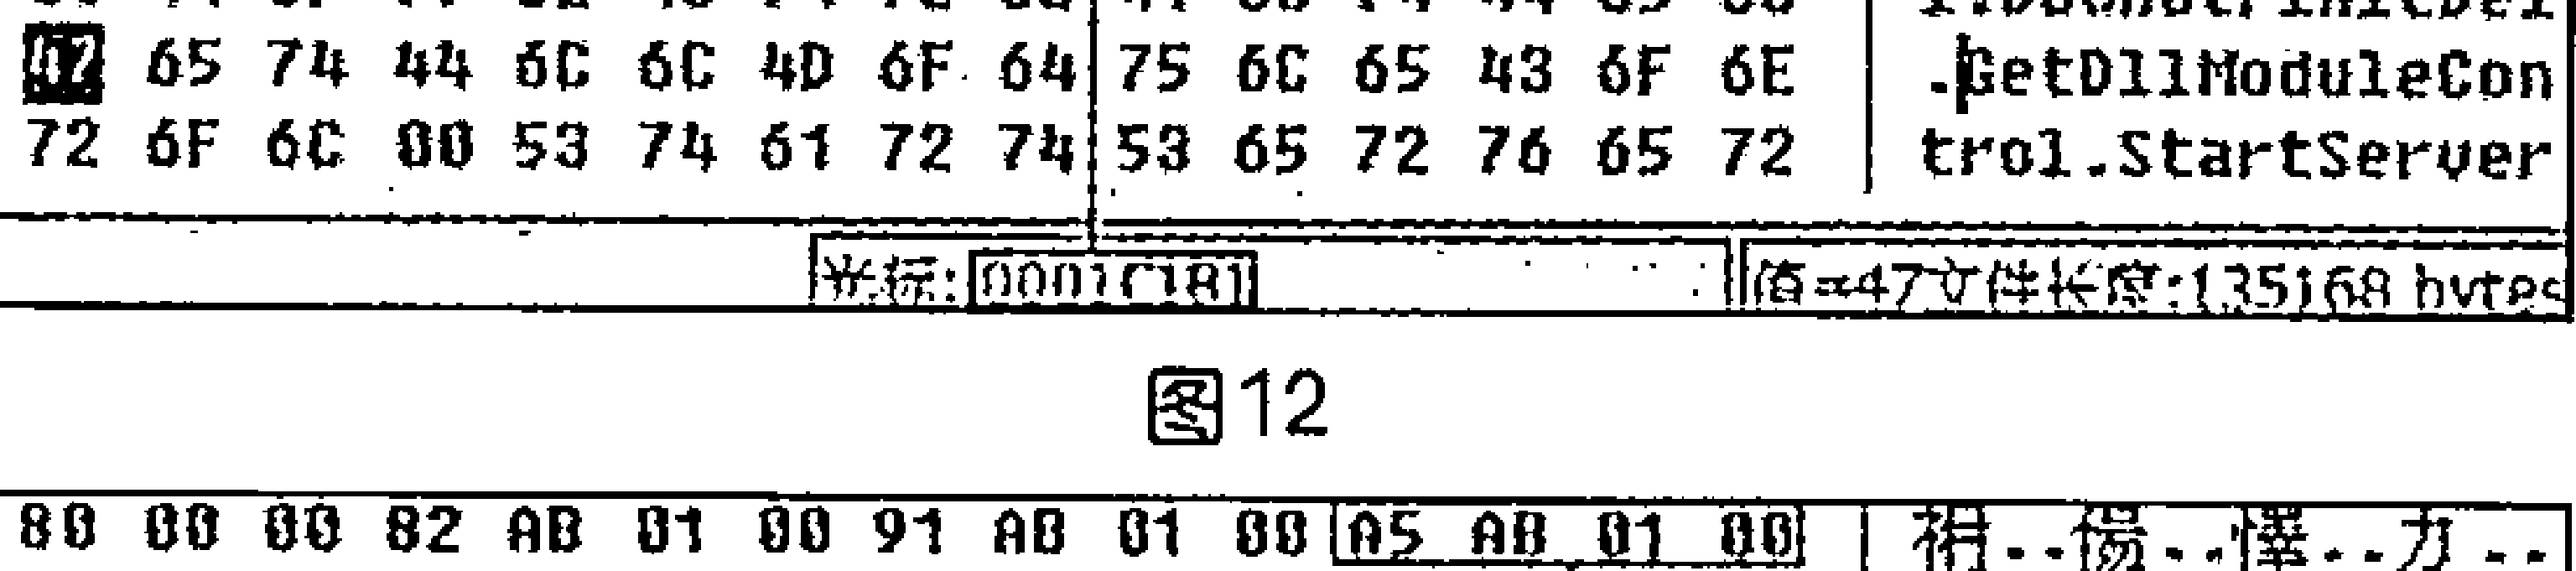 47 65 74 44 6C 6C 4D 6F 64 75 6C 65 43 6F 6E .GetDllModuleCon
72 6F 6C 00 53 74 61 72 74 53 65 72 76 65 72 trol.StartServer
光标:0001C1B1 值=47文件长度:135168 bytes
图12
80 00 00 82 AB 01 00 91 AB 01 00 A5 AB 01 00